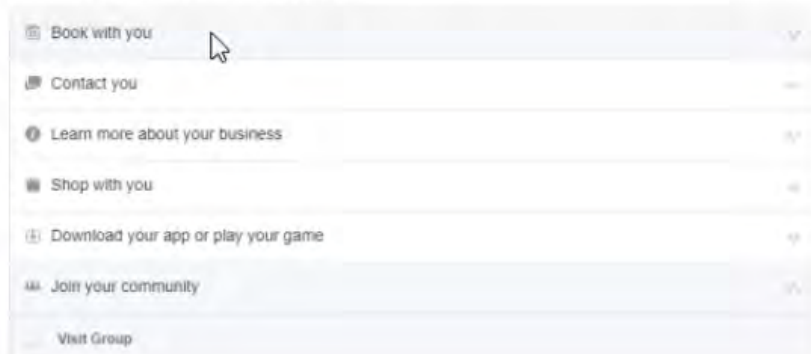 Book with you
Contact you
Learn more about your business
Shop with you
Download your app or play your game
Join your community
Visit Group